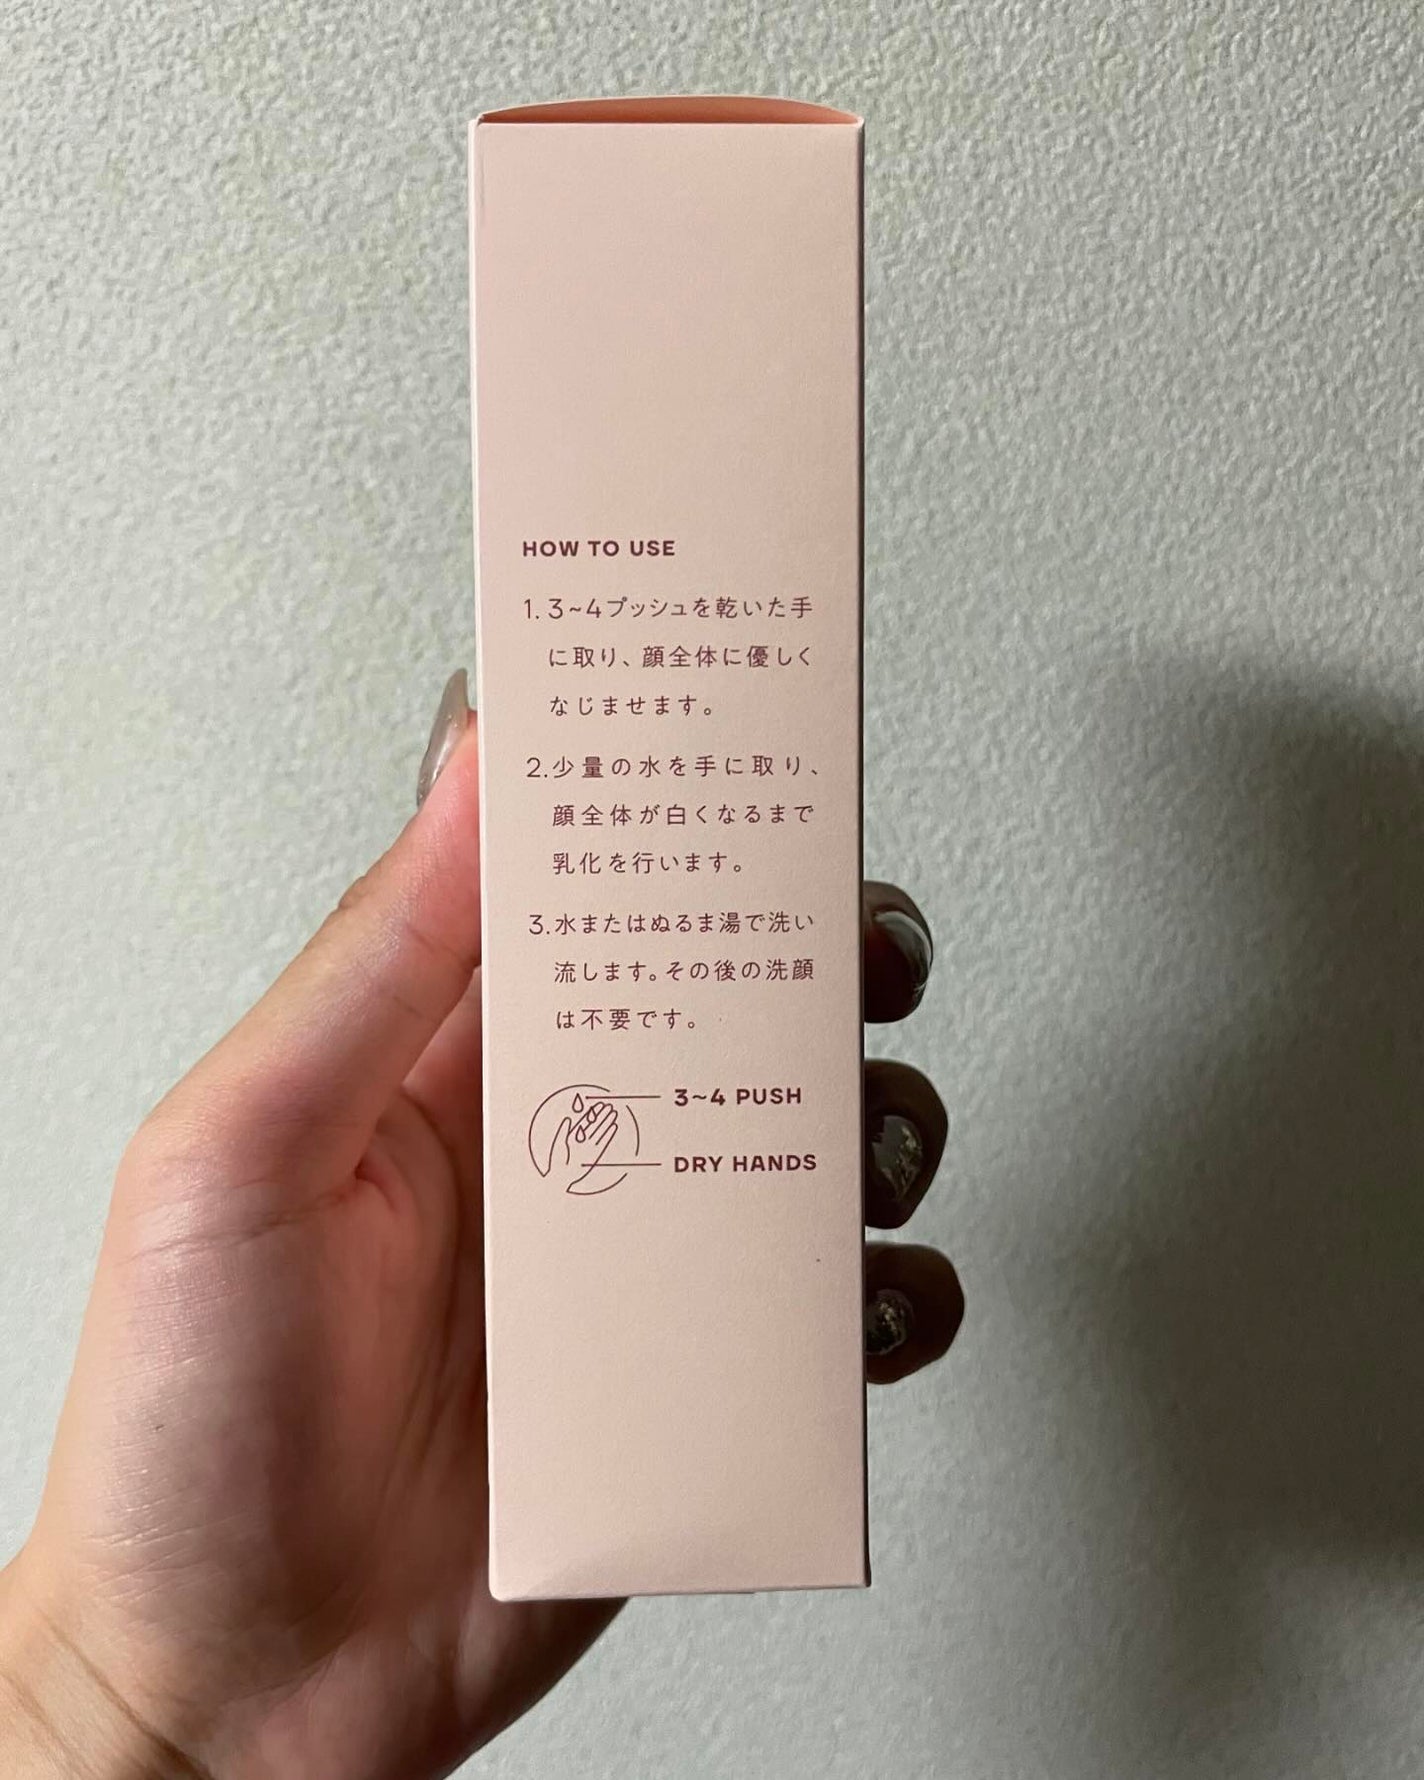 HOW TO USE
1. 3~4プッシュを乾いた手
に取り、顔全体に優しく
なじませます。
2.少量の水を手に取り、
顔全体が白くなるまで
乳化を行います。
3.水またはぬるま湯で洗い
流します。その後の洗顔
は不要です。
3~4 PUSH
DRY HANDS